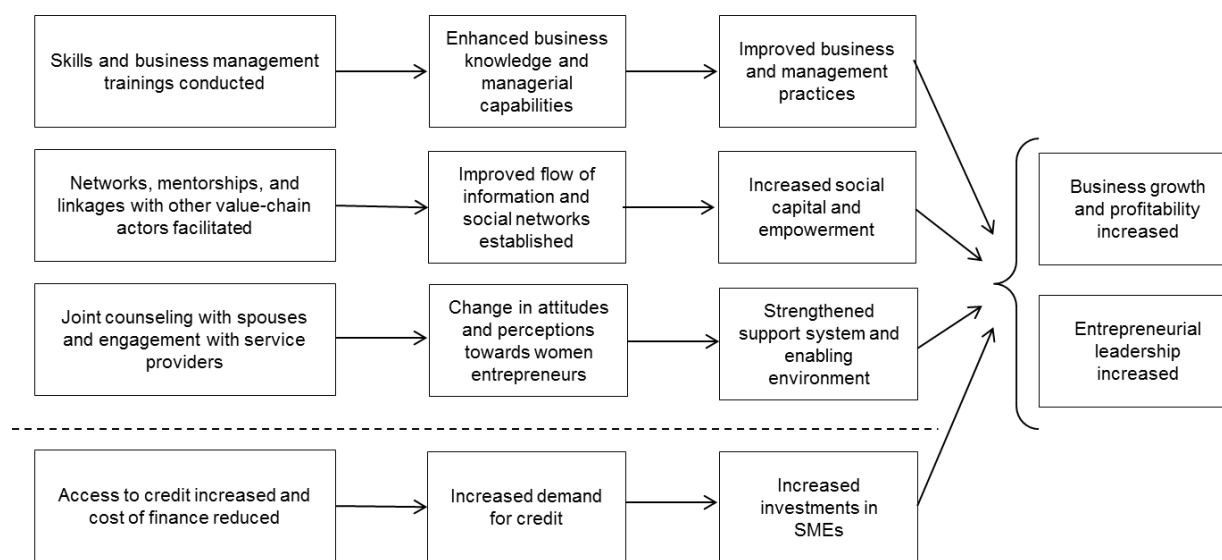 Skills and business management
trainings conducted
Enhanced business
knowledge and
managerial
capabilities
Improved business
and management
practices
Networks, mentorships, and
linkages with other value-chain
actors facilitated
Improved flow of
information and
social networks
established
Increased social
capital and
empowerment
Business growth
and profitability
increased
Joint counseling with spouses
and engagement with service
providers
Change in attitudes
and perceptions
towards women
entrepreneurs
Strengthened
support system and
enabling
environment
Entrepreneurial
leadership
increased
Access to credit increased and
cost of finance reduced
Increased demand
for credit
Increased
investments in
SMEs